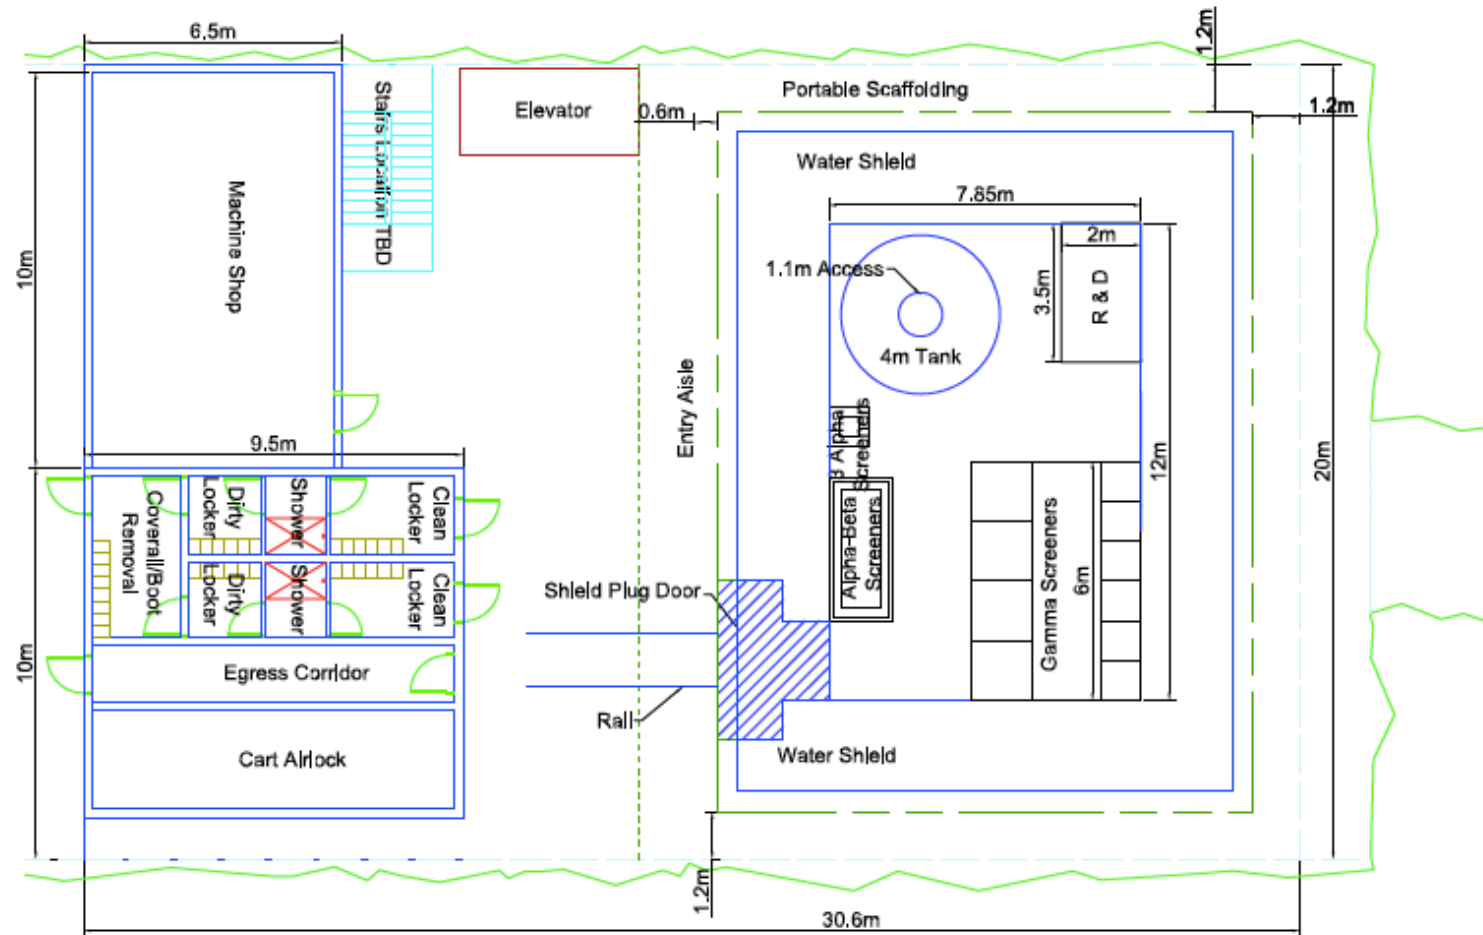 6.5m
1.2m
Portable Scaffolding
Elevator
0.6m
1.2m
Stairs Location TBD
Water Shield
Machine Shop
7.85m
2m
1.1m Access
3.5m
R & D
10m
4m Tank
Entry Aisle
3 Alpha
Screeners
9.5m
12m
20m
Coverall/Boot
Removal
Dirty
Locker
Shower
Clean
Locker
Alpha-Beta
Screeners
Gamma Screeners
6m
Shield Plug Door
Dirty
Locker
Shower
Clean
Locker
10m
Egress Corridor
Rail
Cart Airlock
Water Shield
1.2m
30.6m